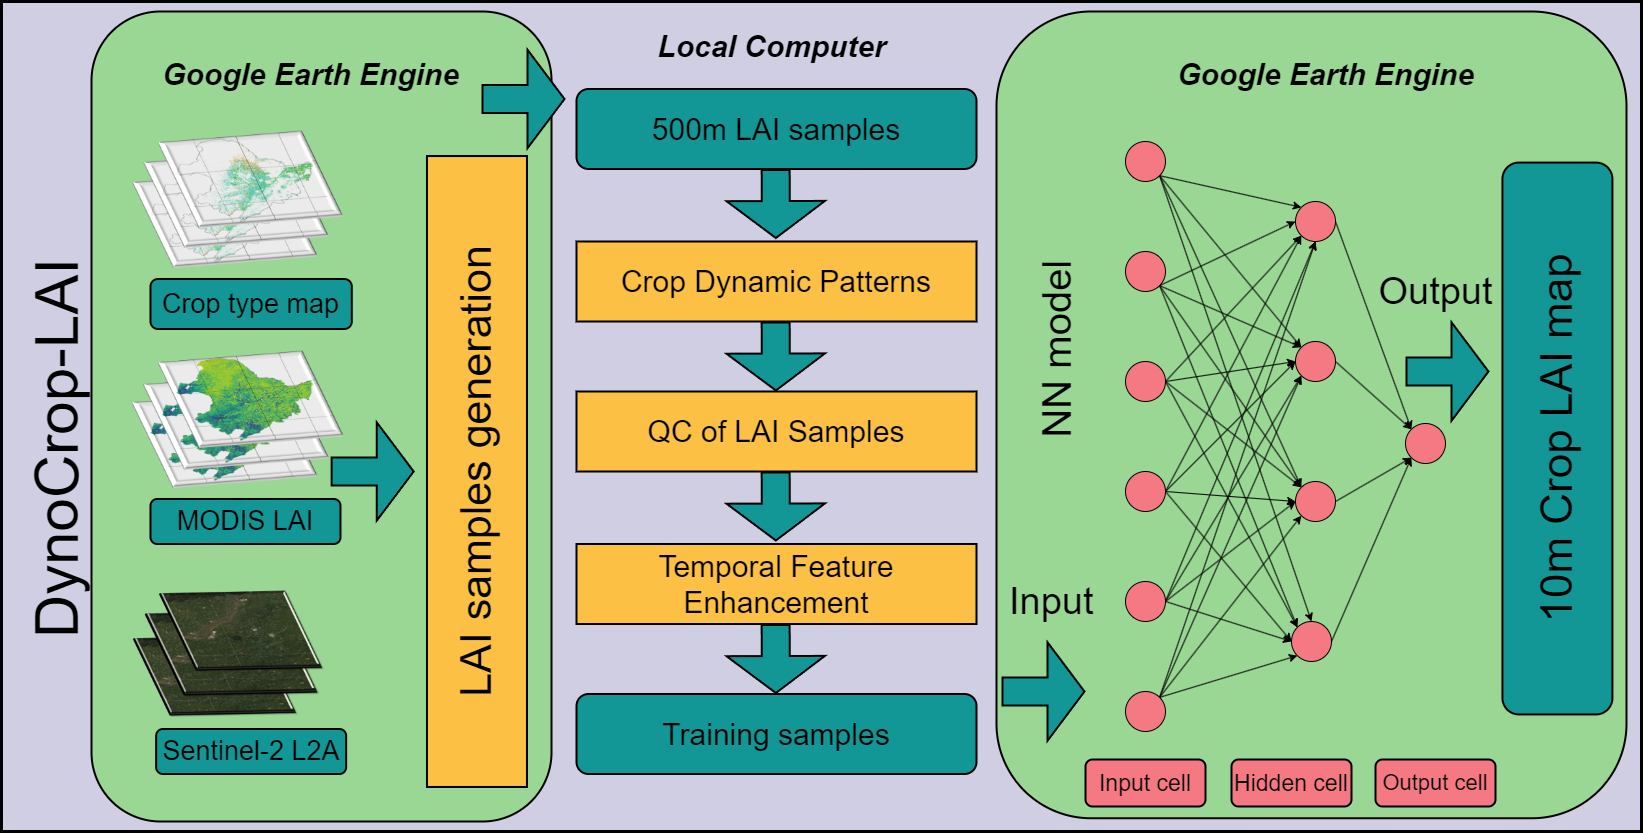 DynoCrop-LAI
Google Earth Engine
Crop type map
MODIS LAI
Sentinel-2 L2A
LAI samples generation
Local Computer
500m LAI samples
Crop Dynamic Patterns
QC of LAI Samples
Temporal Feature
Enhancement
Training samples
Google Earth Engine
NN model
Input
Output
10m Crop LAI map
Input cell
Hidden cell
Output cell